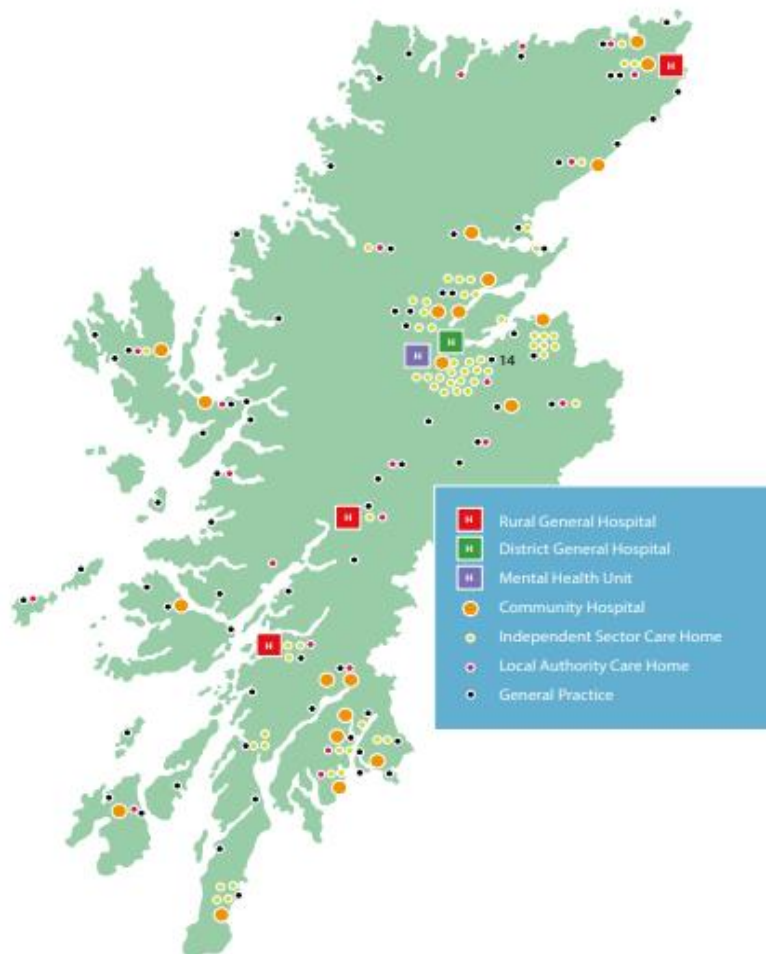 H
H
H
14
H
H
H Rural General Hospital
H District General Hospital
H Mental Health Unit
Community Hospital
Independent Sector Care Home
Local Authority Care Home
General Practice